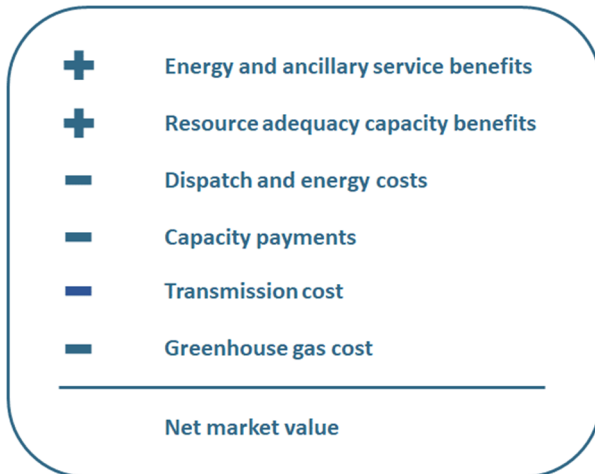 + Energy and ancillary service benefits
+ Resource adequacy capacity benefits
- Dispatch and energy costs
- Capacity payments
- Transmission cost
- Greenhouse gas cost
Net market value